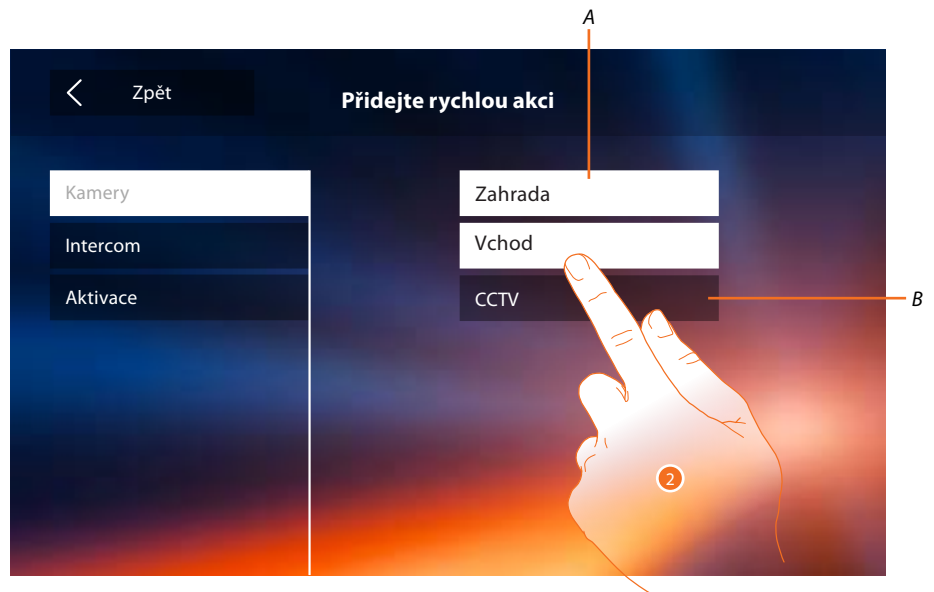 A
Zpět
Přidejte rychlou akci
Kamery
Zahrada
Intercom
Vchod
Aktivace
CCTV
B
2